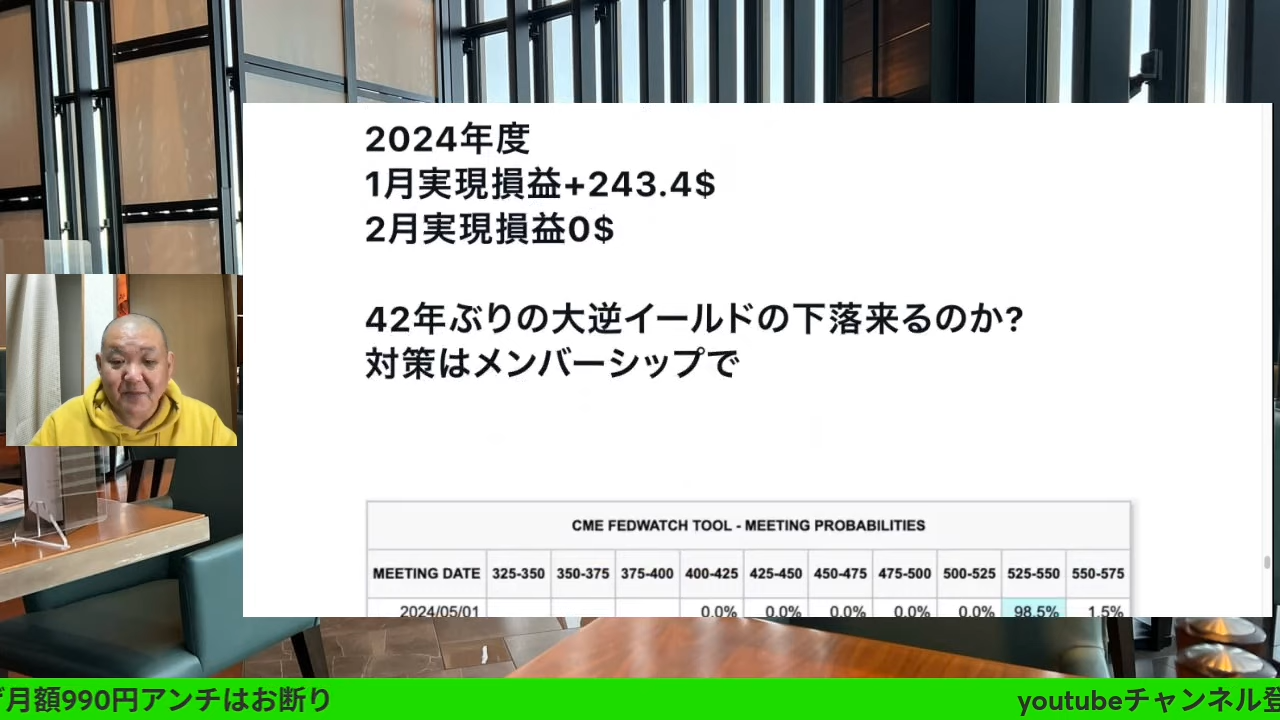 2024年度
1月実現損益+243.4$
2月実現損益0$
42年ぶりの大逆イールドの下落来るのか?
対策はメンバーシップで
CME FEDWATCH TOOL - MEETING PROBABILITIES
MEETING DATE 325-350 350-375 375-400 400-425 425-450 450-475 475-500 500-525 525-550 550-575
2024/05/01 0.0% 0.0% 0.0% 0.0% 0.0% 98.5% 1.5%
月額990円アンチはお断り youtubeチャンネル登